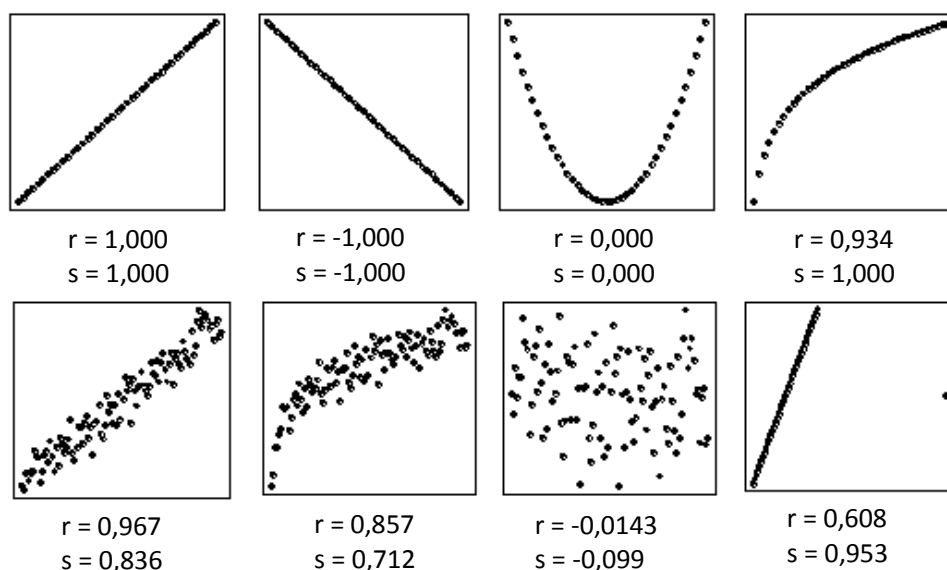 r = 1,000
s = 1,000
r = -1,000
s = -1,000
r = 0,000
s = 0,000
r = 0,934
s = 1,000
r = 0,967
s = 0,836
r = 0,857
s = 0,712
r = -0,0143
s = -0,099
r = 0,608
s = 0,953